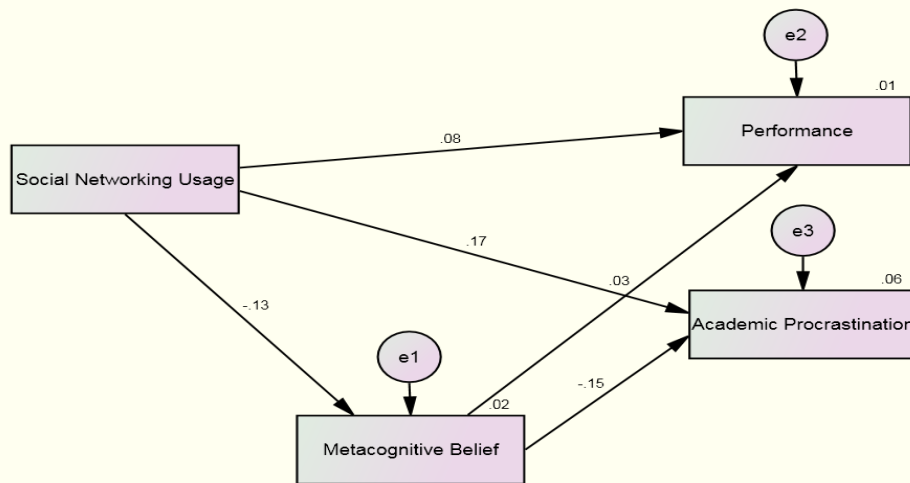 e2
.01
Performance
.08
Social Networking Usage
.17
e3
.03
.06
Academic Procrastination
-.13
e1
-.15
.02
Metacognitive Belief